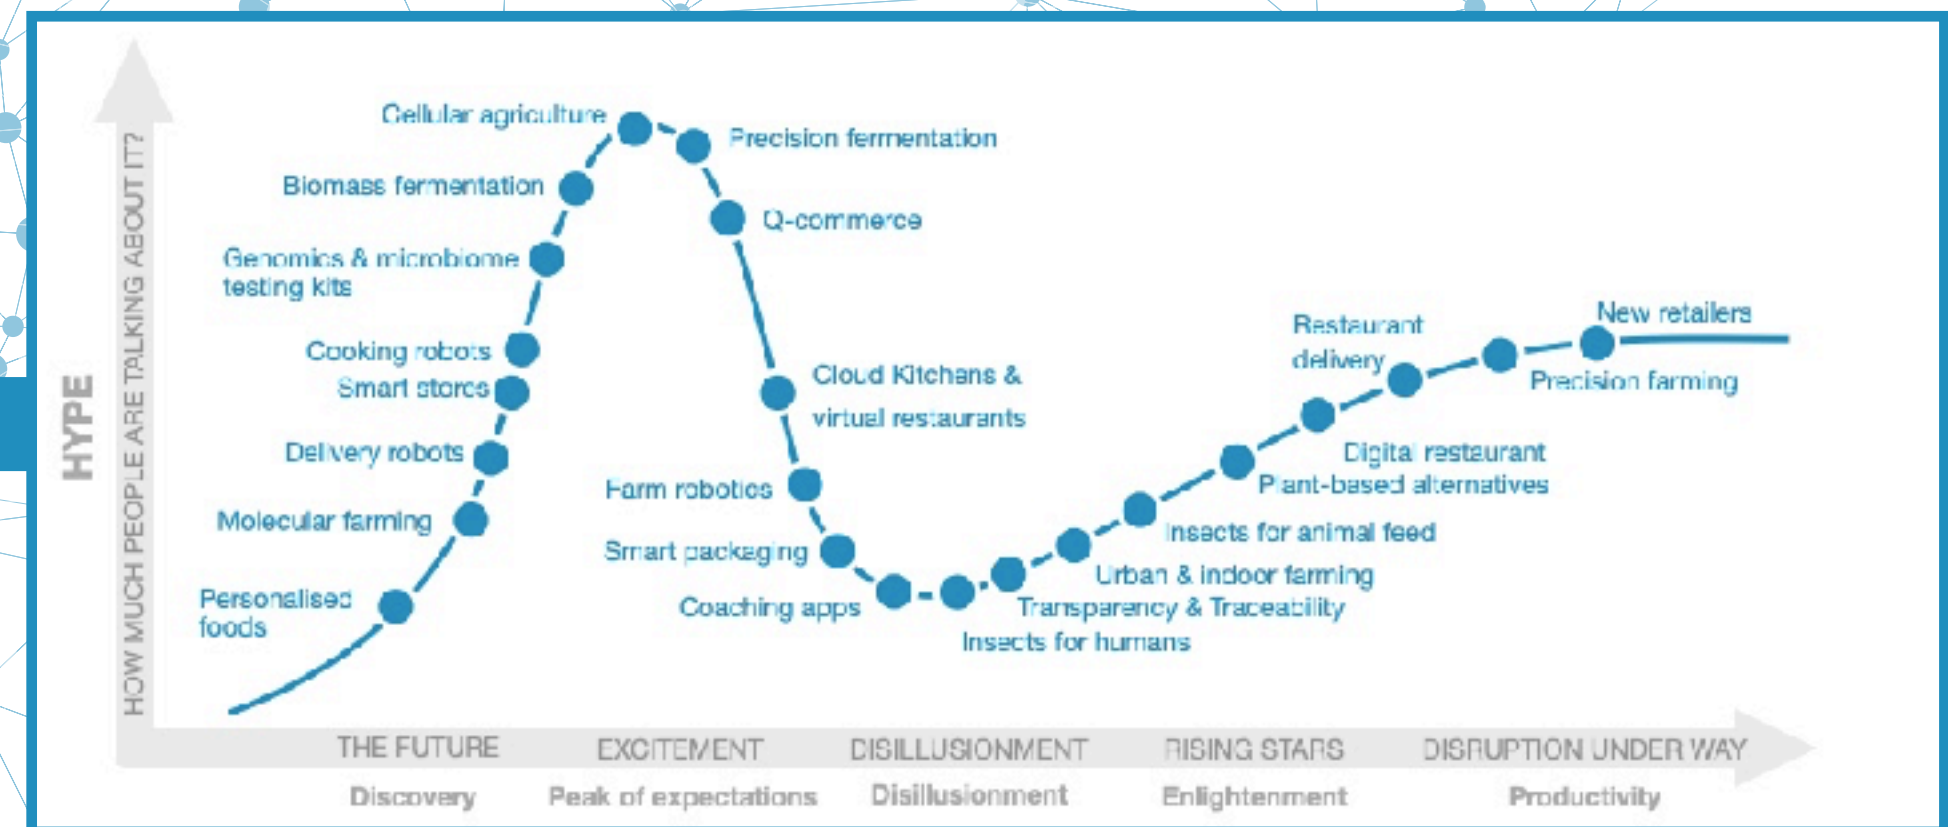 HYPE
HOW MUCH PEOPLE ARE TALKING ABOUT IT?
Cellular agriculture
Precision fermentation
Biomass fermentation
Q-commerce
Genomics & microbiome
testing kits
Cooking robots
Smart stores
Delivery robots
Molecular farming
Personalised
foods
Cloud Kitchens &
virtual restaurants
Farm robotics
Smart packaging
Coaching apps
Insects for humans
Transparency & Traceability
Urban & indoor farming
Insects for animal feed
Plant-based alternatives
Digital restaurant
Restaurant
delivery
Precision farming
New retailers
THE FUTURE
EXCITEMENT
DISILLUSIONMENT
RISING STARS
DISRUPTION UNDER WAY
Discovery
Peak of expectations
Disillusionment
Enlightenment
Productivity